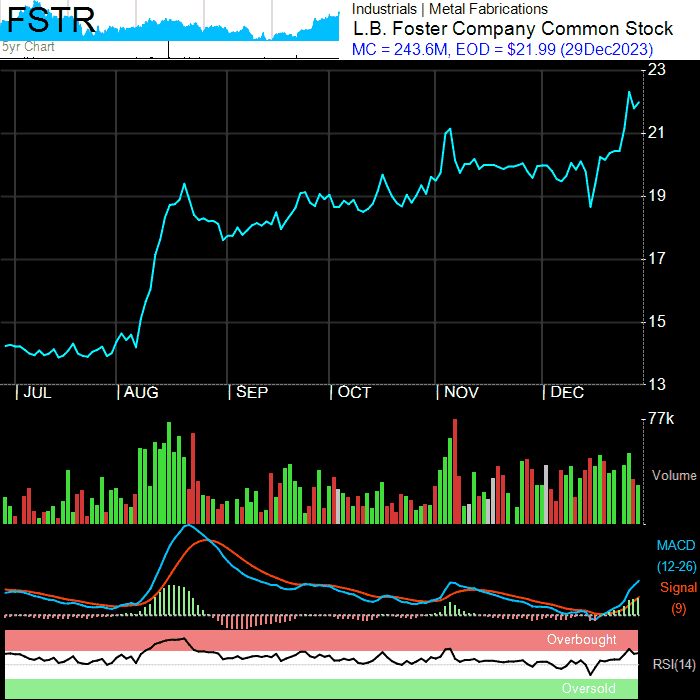 FSTR
5yr Chart
Industrials | Metal Fabrications
L.B. Foster Company Common Stock
MC = 243.6M, EOD = $21.99 (29Dec2023)
23
21
19
17
15
13
JUL AUG SEP OCT NOV DEC
77k
Volume
MACD
(12-26)
Signal
(9)
Overbought
RSI(14)
Oversold